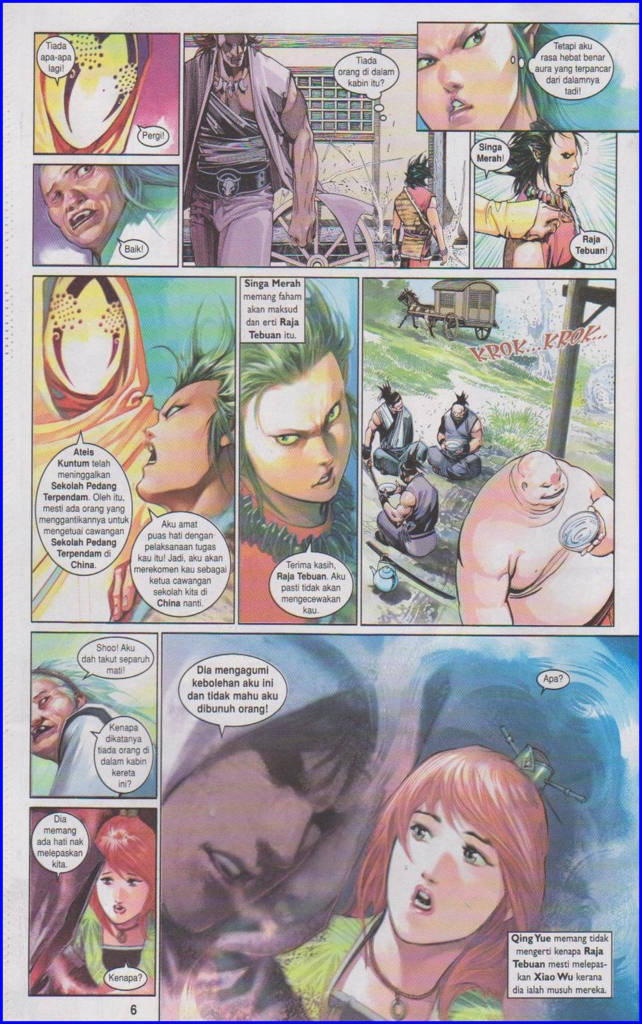 Tiada
apa-apa
lagi!
Pergi!
Baik!
Tiada
orang di dalam
kabin itu?
Tetapi aku
rasa hebat benar
aura yang terpancar
dari dalamnya
tadi!
Singa
Merah!
Raja
Tebuan!
Ateis
Kuntum telah
meninggalkan
Sekolah Pedang
Terpendam. Oleh itu,
mesti ada orang yang
menggantikannya untuk
mengetuai cawangan
Sekolah Pedang
Terpendam di
China.
Aku amat
puas hati dengan
pelaksanaan tugas
kau itu! Jadi, aku akan
merekomen kau sebagai
ketua cawangan
sekolah kita di
China nanti.
Singa Merah
memang faham
akan maksud
dan erti Raja
Tebuan itu.
Terima kasih,
Raja Tebuan. Aku
pasti tidak akan
mengecewakan
kau.
KROK...KROK...
Shoo! Aku
dah takut separuh
mati!
Kenapa
dikatanya
tiada orang di
dalam kabin
kereta
ini?
Dia
memang
ada hati nak
melepaskan
kita.
Kenapa?
Dia mengagumi
kebolehan aku ini
dan tidak mahu aku
dibunuh orang!
Apa?
Qing Yue memang tidak
mengerti kenapa Raja
Tebuan mesti melepas-
kan Xiao Wu kerana
dia ialah musuh mereka.
6